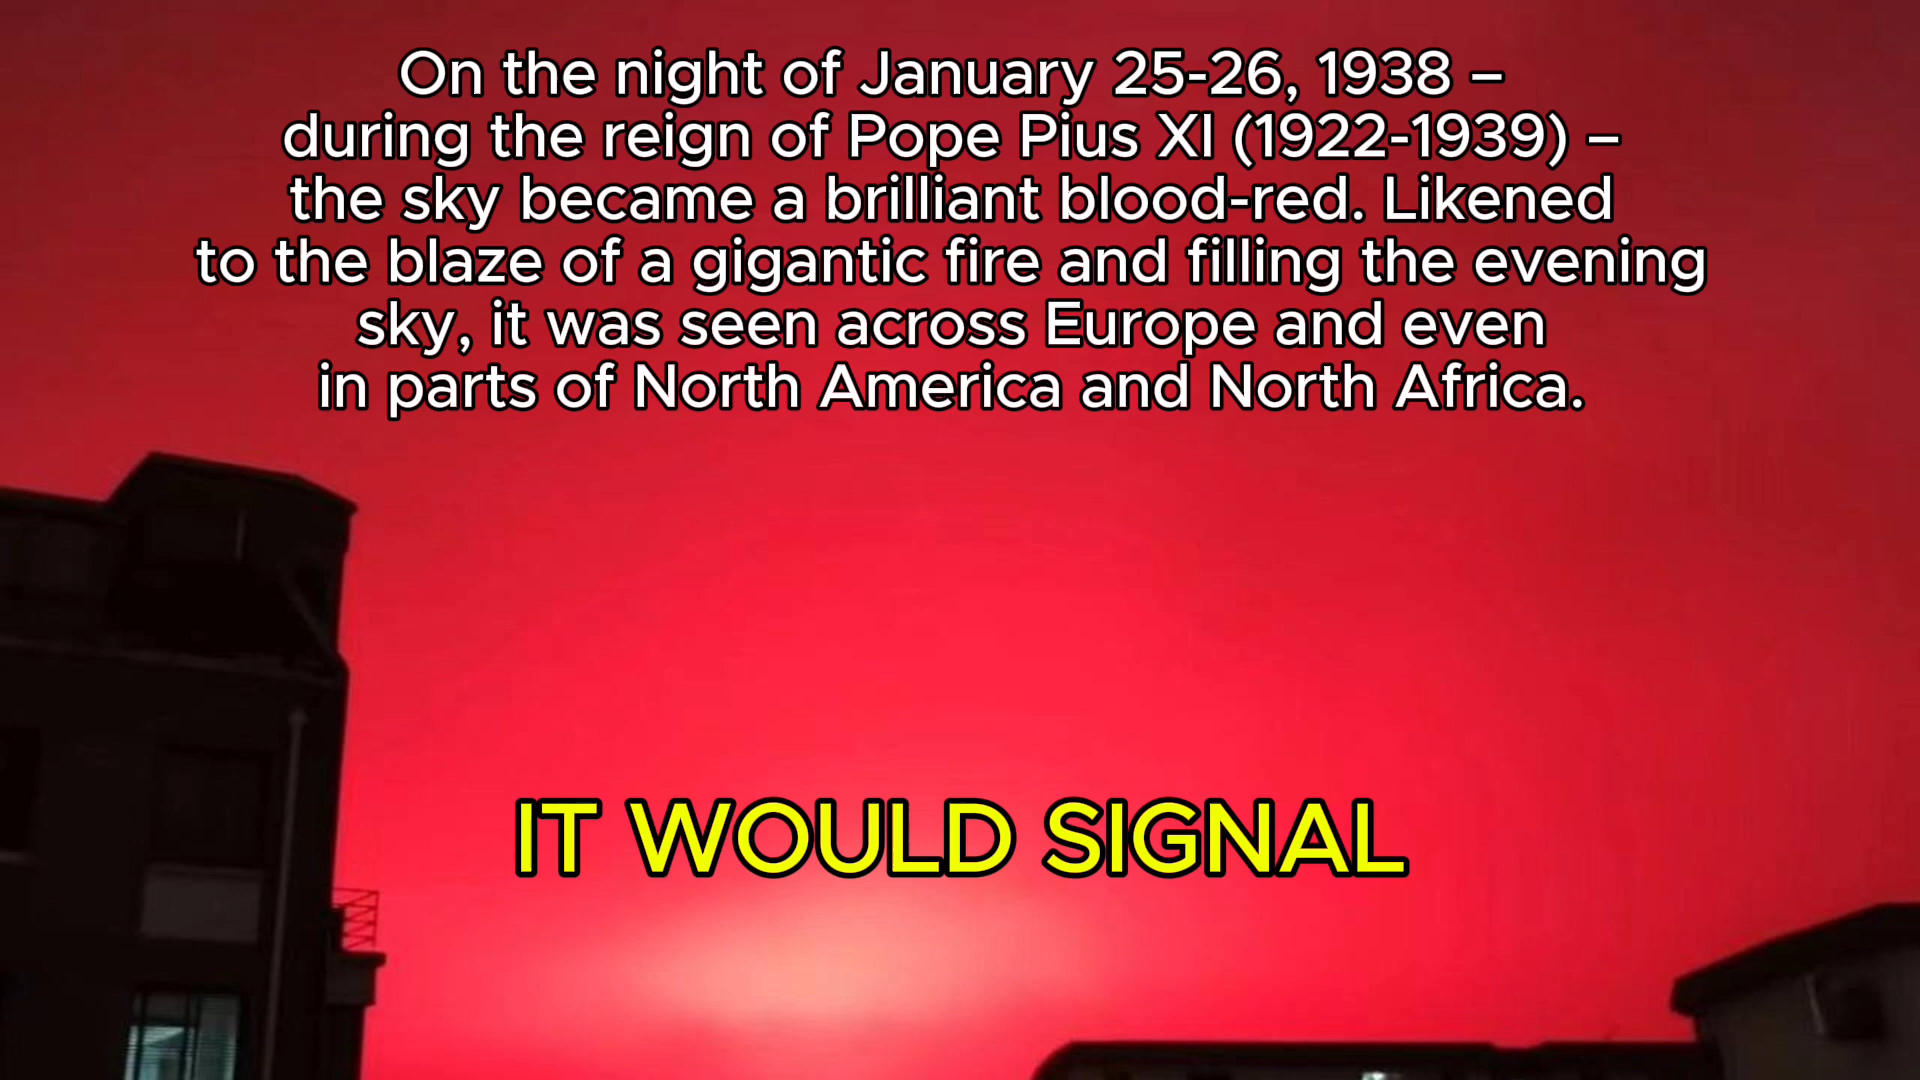 On the night of January 25-26, 1938 –
during the reign of Pope Pius XI (1922-1939) –
the sky became a brilliant blood-red. Likened
to the blaze of a gigantic fire and filling the evening
sky, it was seen across Europe and even
in parts of North America and North Africa.
IT WOULD SIGNAL